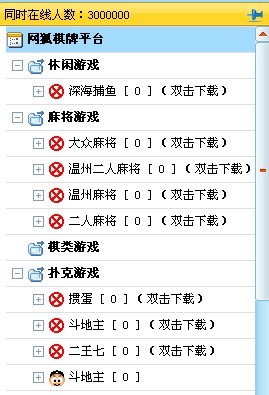 同时在线人数：3000000
网狐棋牌平台
休闲游戏
深海捕鱼 [ 0 ]（双击下载）
麻将游戏
大众麻将 [ 0 ]（双击下载）
温州二人麻将 [ 0 ]（双击下载）
温州麻将 [ 0 ]（双击下载）
二人麻将 [ 0 ]（双击下载）
棋类游戏
扑克游戏
掼蛋 [ 0 ]（双击下载）
斗地主 [ 0 ]（双击下载）
二王七 [ 0 ]（双击下载）
斗地主 [ 0 ]